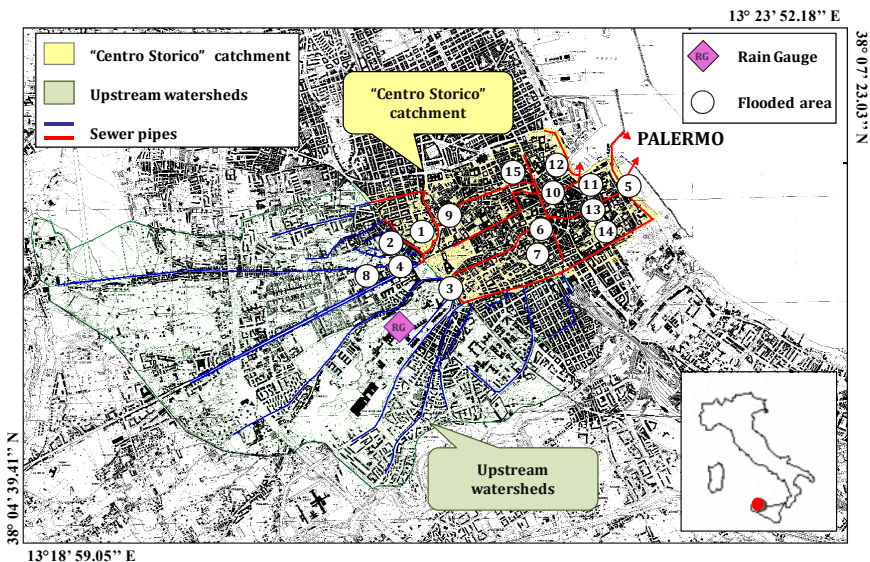 13° 23' 52.18’’ E
38° 07' 23.03’’ N
“Centro Storico” catchment
Upstream watersheds
Sewer pipes
RG Rain Gauge
Flooded area
“Centro Storico”
catchment
PALERMO
12
15
11
5
10
9
13
1
6
14
2
7
4
8
3
RG
Upstream
watersheds
38° 04' 39.41’’ N
13°18' 59.05’’ E